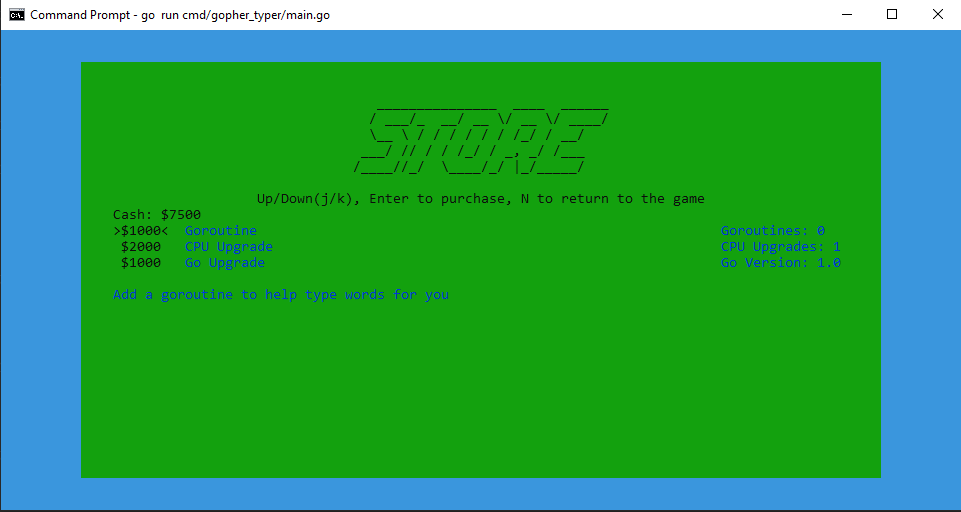 Command Prompt - go  run cmd/gopher_typer/main.go
STORE
Up/Down(j/k), Enter to purchase, N to return to the game
Cash: $7500
>$1000<  Goroutine  Goroutines: 0
$2000   CPU Upgrade  CPU Upgrades: 1
$1000   Go Upgrade  Go Version: 1.0
Add a goroutine to help type words for you